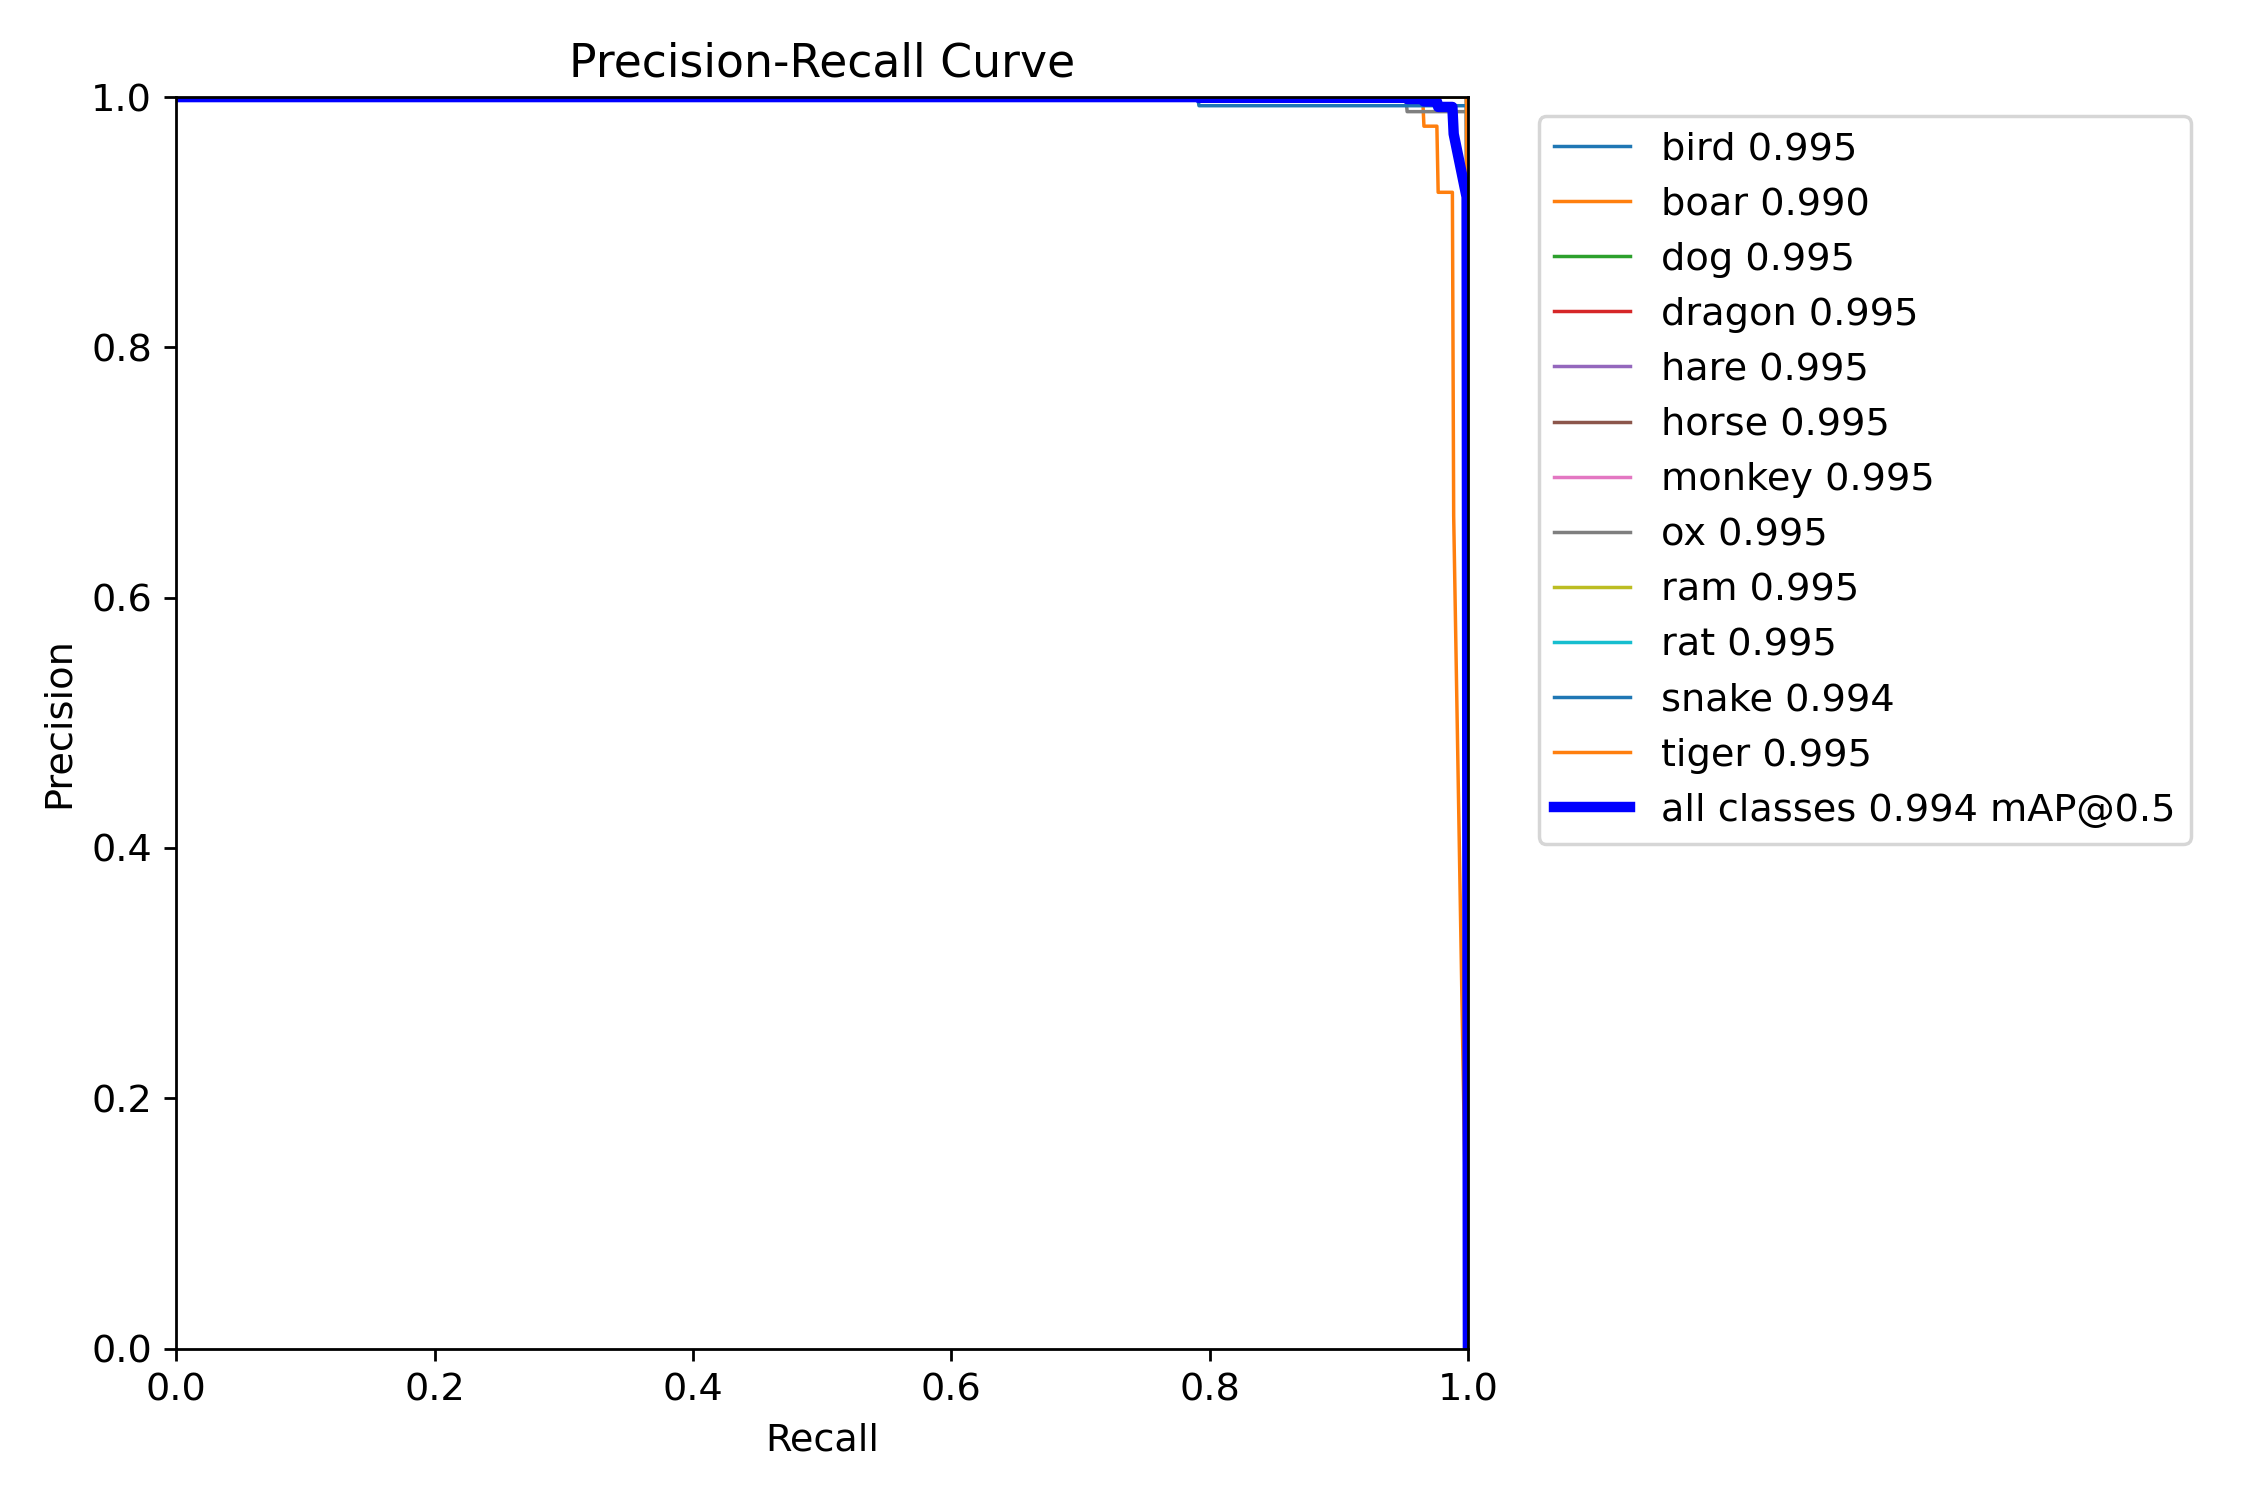 Precision-Recall Curve
1.0
0.8
0.6
0.4
0.2
0.0
Precision
0.0 0.2 0.4 0.6 0.8 1.0
Recall
bird 0.995
boar 0.990
dog 0.995
dragon 0.995
hare 0.995
horse 0.995
monkey 0.995
ox 0.995
ram 0.995
rat 0.995
snake 0.994
tiger 0.995
all classes 0.994 mAP@0.5